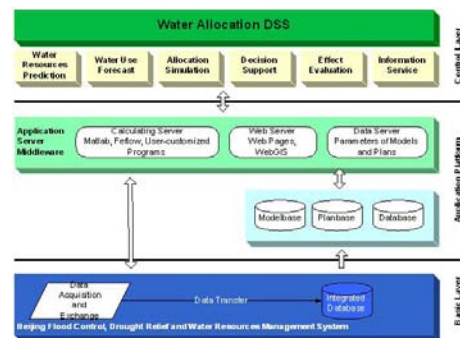 Water Allocation DSS
Water
Resources
Prediction
Water Use
Forecast
Allocation
Simulation
Decision
Support
Effect
Evaluation
Information
Service
Control Layer
Application
Server
Middleware
Calculating Server
Matlab, Feflow, User-customized
Programs
Web Server
Web Pages,
WebGIS
Data Server
Parameters of Models
and Plans
Application Platform
Modelbase
Planbase
Database
Data
Acquisition
and
Exchange
Data Transfer
Integrated
Database
Beijing Flood Control, Drought Relief and Water Resources Management System
Basic Layer